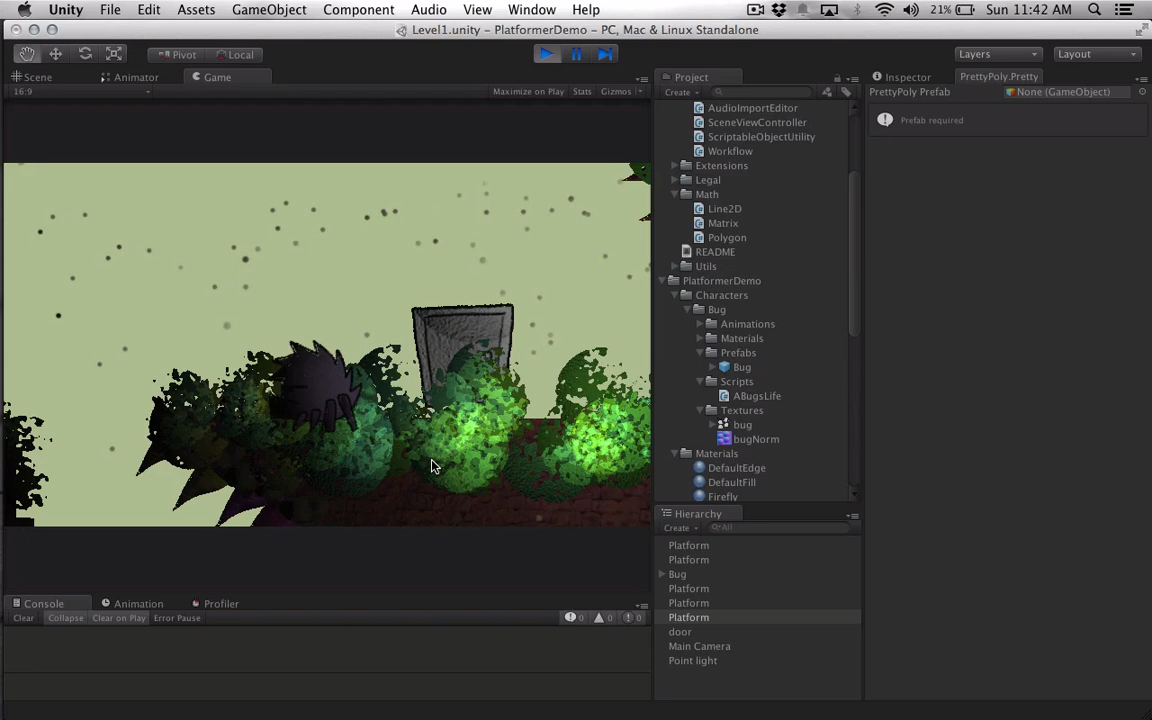 Unity File Edit Assets GameObject Component Audio View Window Help 21% Sun 11:42 AM
Level1.unity - PlatformerDemo - PC, Mac & Linux Standalone
Pivot Local Layers Layout
Scene Animator Game Project Inspector PrettyPoly.Pretty
16:9 Maximize on Play Stats Gizmos Create PrettyPoly Prefab None (GameObject)
AudioImportEditor
Prefab required
SceneViewController
ScriptableObjectUtility
Workflow
Extensions
Legal
Math
Line2D
Matrix
Polygon
README
Utils
PlatformerDemo
Characters
Bug
Animations
Materials
Prefabs
Bug
Scripts
ABugsLife
Textures
bug
bugNorm
Materials
DefaultEdge
DefaultFill
Firefly
Hierarchy
Create All
Platform
Platform
Bug
Platform
Platform
Platform
door
Main Camera
Point light
Console Animation Profiler
Clear Collapse Clear on Play Error Pause 0 0 0